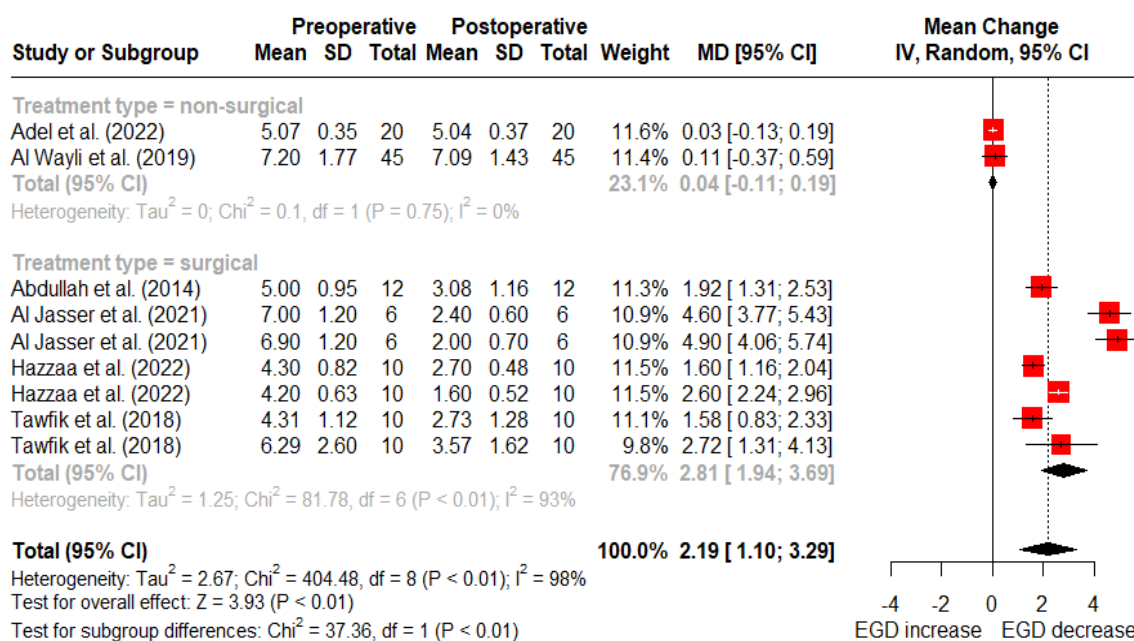 Preoperative Postoperative Mean Change
Study or Subgroup Mean SD Total Mean SD Total Weight MD [95% CI] IV, Random, 95% CI
Treatment type = non-surgical
Adel et al. (2022) 5.07 0.35 20 5.04 0.37 20 11.6% 0.03 [-0.13; 0.19]
Al Wayli et al. (2019) 7.20 1.77 45 7.09 1.43 45 11.4% 0.11 [-0.37; 0.59]
Total (95% CI) 23.1% 0.04 [-0.11; 0.19]
Heterogeneity: Tau² = 0; Chi² = 0.1, df = 1 (P = 0.75); I² = 0%
Treatment type = surgical
Abdullah et al. (2014) 5.00 0.95 12 3.08 1.16 12 11.3% 1.92 [ 1.31; 2.53]
Al Jasser et al. (2021) 7.00 1.20 6 2.40 0.60 6 10.9% 4.60 [ 3.77; 5.43]
Al Jasser et al. (2021) 6.90 1.20 6 2.00 0.70 6 10.9% 4.90 [ 4.06; 5.74]
Hazzaa et al. (2022) 4.30 0.82 10 2.70 0.48 10 11.4% 1.60 [ 1.16; 2.04]
Hazzaa et al. (2022) 4.20 0.63 10 1.60 0.52 10 11.5% 2.60 [ 2.24; 2.96]
Tawfik et al. (2018) 4.31 1.12 10 2.73 1.28 10 11.1% 1.58 [ 0.83; 2.33]
Tawfik et al. (2018) 6.29 2.60 10 3.57 1.62 10 9.8% 2.72 [ 1.31; 4.13]
Total (95% CI) 76.9% 2.81 [ 1.94; 3.69]
Heterogeneity: Tau² = 1.25; Chi² = 81.78, df = 6 (P < 0.01); I² = 93%
Total (95% CI) 100.0% 2.19 [ 1.10; 3.29]
Heterogeneity: Tau² = 2.67; Chi² = 404.48, df = 8 (P < 0.01); I² = 98%
Test for overall effect: Z = 3.93 (P < 0.01)
Test for subgroup differences: Chi² = 37.36, df = 1 (P < 0.01)
-4 -2 0 2 4
EGD increase EGD decrease